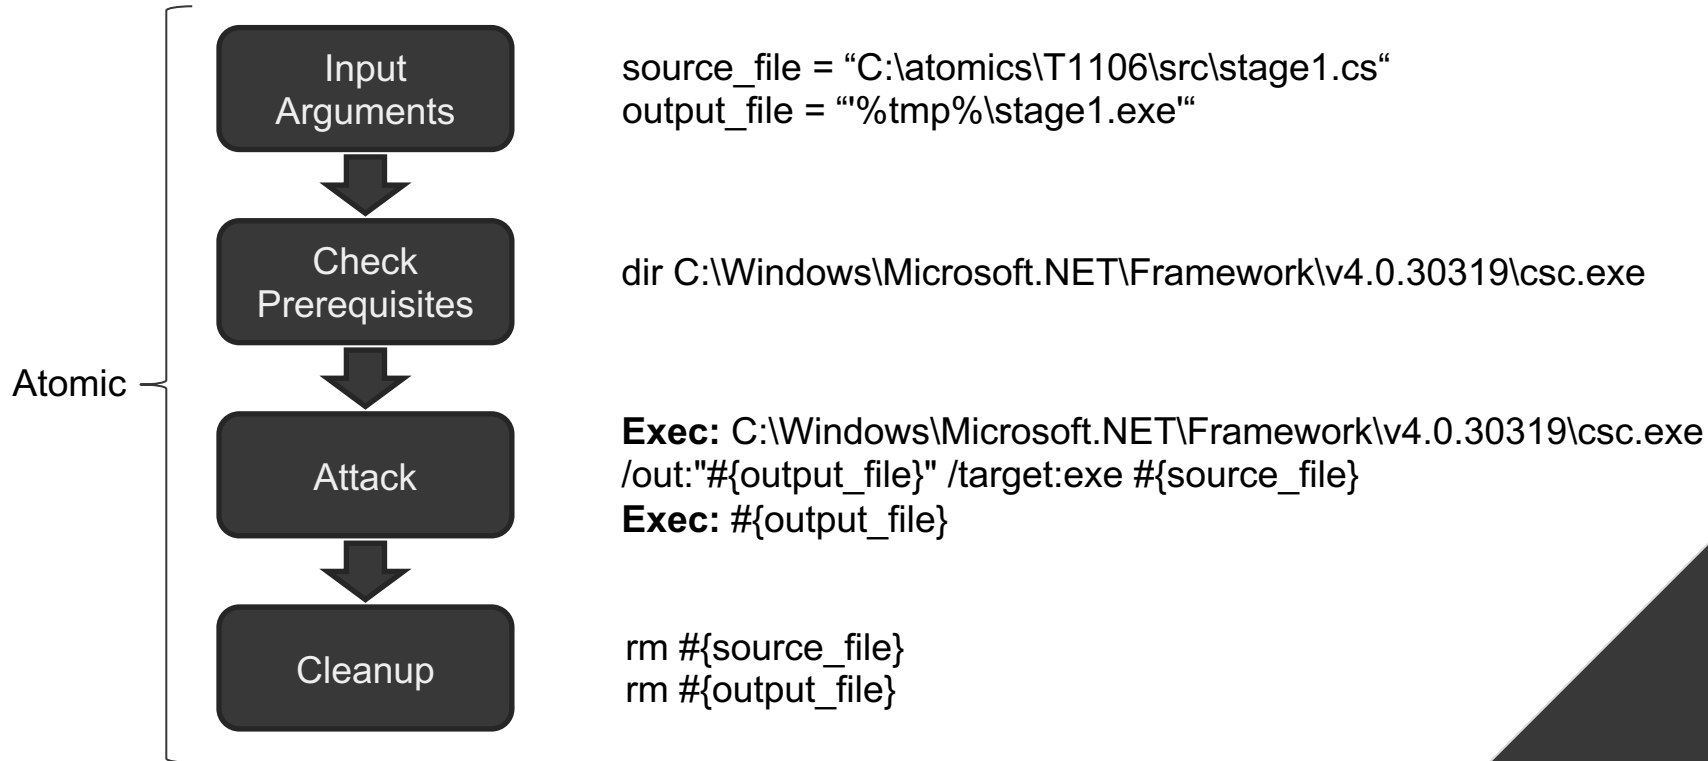 Atomic
Input
Arguments
source_file = “C:\atomics\T1106\src\stage1.cs“
output_file = “'%tmp%\stage1.exe'“
Check
Prerequisites
dir C:\Windows\Microsoft.NET\Framework\v4.0.30319\csc.exe
Attack
Exec: C:\Windows\Microsoft.NET\Framework\v4.0.30319\csc.exe
/out:"#{output_file}" /target:exe #{source_file}
Exec: #{output_file}
Cleanup
rm #{source_file}
rm #{output_file}